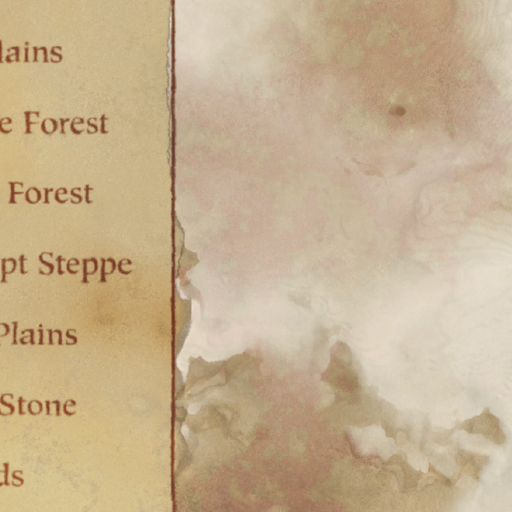 lains
e Forest
Forest
pt Steppe
Plains
Stone
ds